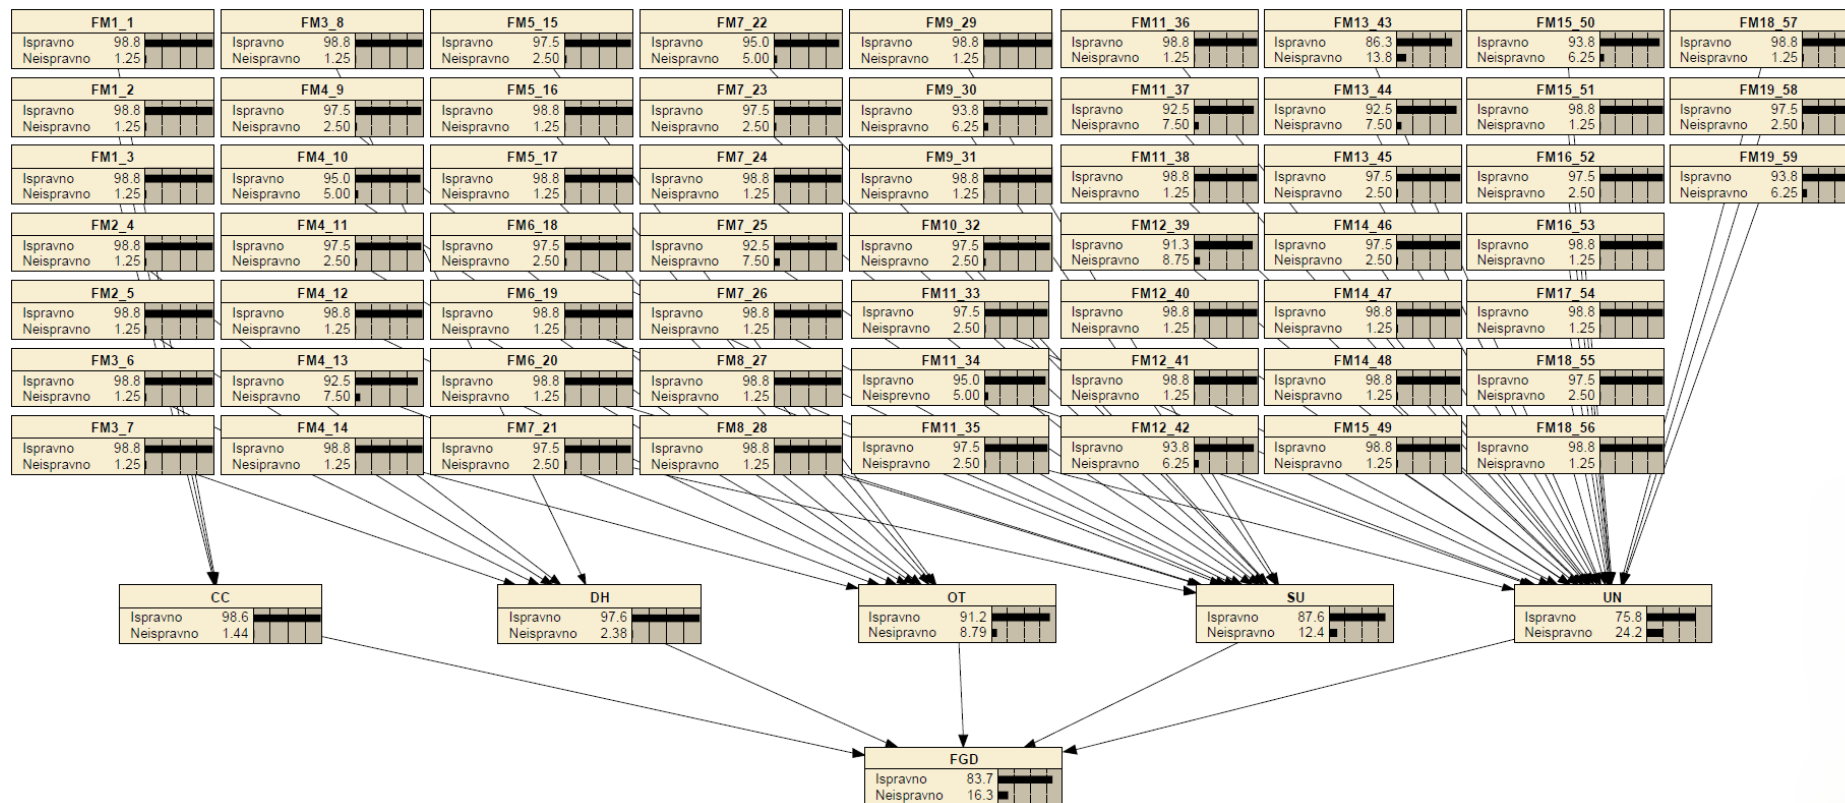 FM1_1
Ispravno 98.8
Neispravno 1.25
FM3_8
Ispravno 98.8
Neispravno 1.25
FM5_15
Ispravno 97.5
Neispravno 2.50
FM7_22
Ispravno 95.0
Neispravno 5.00
FM9_29
Ispravno 98.8
Neispravno 1.25
FM11_36
Ispravno 98.8
Neispravno 1.25
FM13_43
Ispravno 86.3
Neispravno 13.8
FM15_50
Ispravno 93.8
Neispravno 6.25
FM18_57
Ispravno 98.8
Neispravno 1.25
FM1_2
Ispravno 98.8
Neispravno 1.25
FM4_9
Ispravno 97.5
Neispravno 2.50
FM5_16
Ispravno 98.8
Neispravno 1.25
FM7_23
Ispravno 97.5
Neispravno 2.50
FM9_30
Ispravno 93.8
Neispravno 6.25
FM11_37
Ispravno 92.5
Neispravno 7.50
FM13_44
Ispravno 92.5
Neispravno 7.50
FM15_51
Ispravno 98.8
Neispravno 1.25
FM19_58
Ispravno 97.5
Neispravno 2.50
FM1_3
Ispravno 98.8
Neispravno 1.25
FM4_10
Ispravno 95.0
Neispravno 5.00
FM5_17
Ispravno 98.8
Neispravno 1.25
FM7_24
Ispravno 98.8
Neispravno 1.25
FM9_31
Ispravno 98.8
Neispravno 1.25
FM11_38
Ispravno 98.8
Neispravno 1.25
FM13_45
Ispravno 97.5
Neispravno 2.50
FM16_52
Ispravno 97.5
Neispravno 2.50
FM19_59
Ispravno 93.8
Neispravno 6.25
FM2_4
Ispravno 98.8
Neispravno 1.25
FM4_11
Ispravno 97.5
Neispravno 2.50
FM6_18
Ispravno 97.5
Neispravno 2.50
FM7_25
Ispravno 92.5
Neispravno 7.50
FM10_32
Ispravno 97.5
Neispravno 2.50
FM12_39
Ispravno 91.3
Neispravno 8.75
FM14_46
Ispravno 97.5
Neispravno 2.50
FM16_53
Ispravno 98.8
Neispravno 1.25
FM2_5
Ispravno 98.8
Neispravno 1.25
FM4_12
Ispravno 98.8
Neispravno 1.25
FM6_19
Ispravno 98.8
Neispravno 1.25
FM7_26
Ispravno 98.8
Neispravno 1.25
FM11_33
Ispravno 97.5
Neispravno 2.50
FM12_40
Ispravno 98.8
Neispravno 1.25
FM14_47
Ispravno 98.8
Neispravno 1.25
FM17_54
Ispravno 98.8
Neispravno 1.25
FM3_6
Ispravno 98.8
Neispravno 1.25
FM4_13
Ispravno 92.5
Neispravno 7.50
FM6_20
Ispravno 98.8
Neispravno 1.25
FM8_27
Ispravno 98.8
Neispravno 1.25
FM11_34
Ispravno 95.0
Neispravno 5.00
FM12_41
Ispravno 98.8
Neispravno 1.25
FM14_48
Ispravno 98.8
Neispravno 1.25
FM18_55
Ispravno 97.5
Neispravno 2.50
FM3_7
Ispravno 98.8
Neispravno 1.25
FM4_14
Ispravno 98.8
Nesipravno 1.25
FM7_21
Ispravno 97.5
Neispravno 2.50
FM8_28
Ispravno 98.8
Neispravno 1.25
FM11_35
Ispravno 97.5
Neispravno 2.50
FM12_42
Ispravno 93.8
Neispravno 6.25
FM15_49
Ispravno 98.8
Neispravno 1.25
FM18_56
Ispravno 98.8
Neispravno 1.25
CC
Ispravno 98.6
Neispravno 1.44
DH
Ispravno 97.6
Neispravno 2.38
OT
Ispravno 91.2
Nesipravno 8.79
SU
Ispravno 87.6
Neispravno 12.4
UN
Ispravno 75.8
Neispravno 24.2
FGD
Ispravno 83.7
Neispravno 16.3